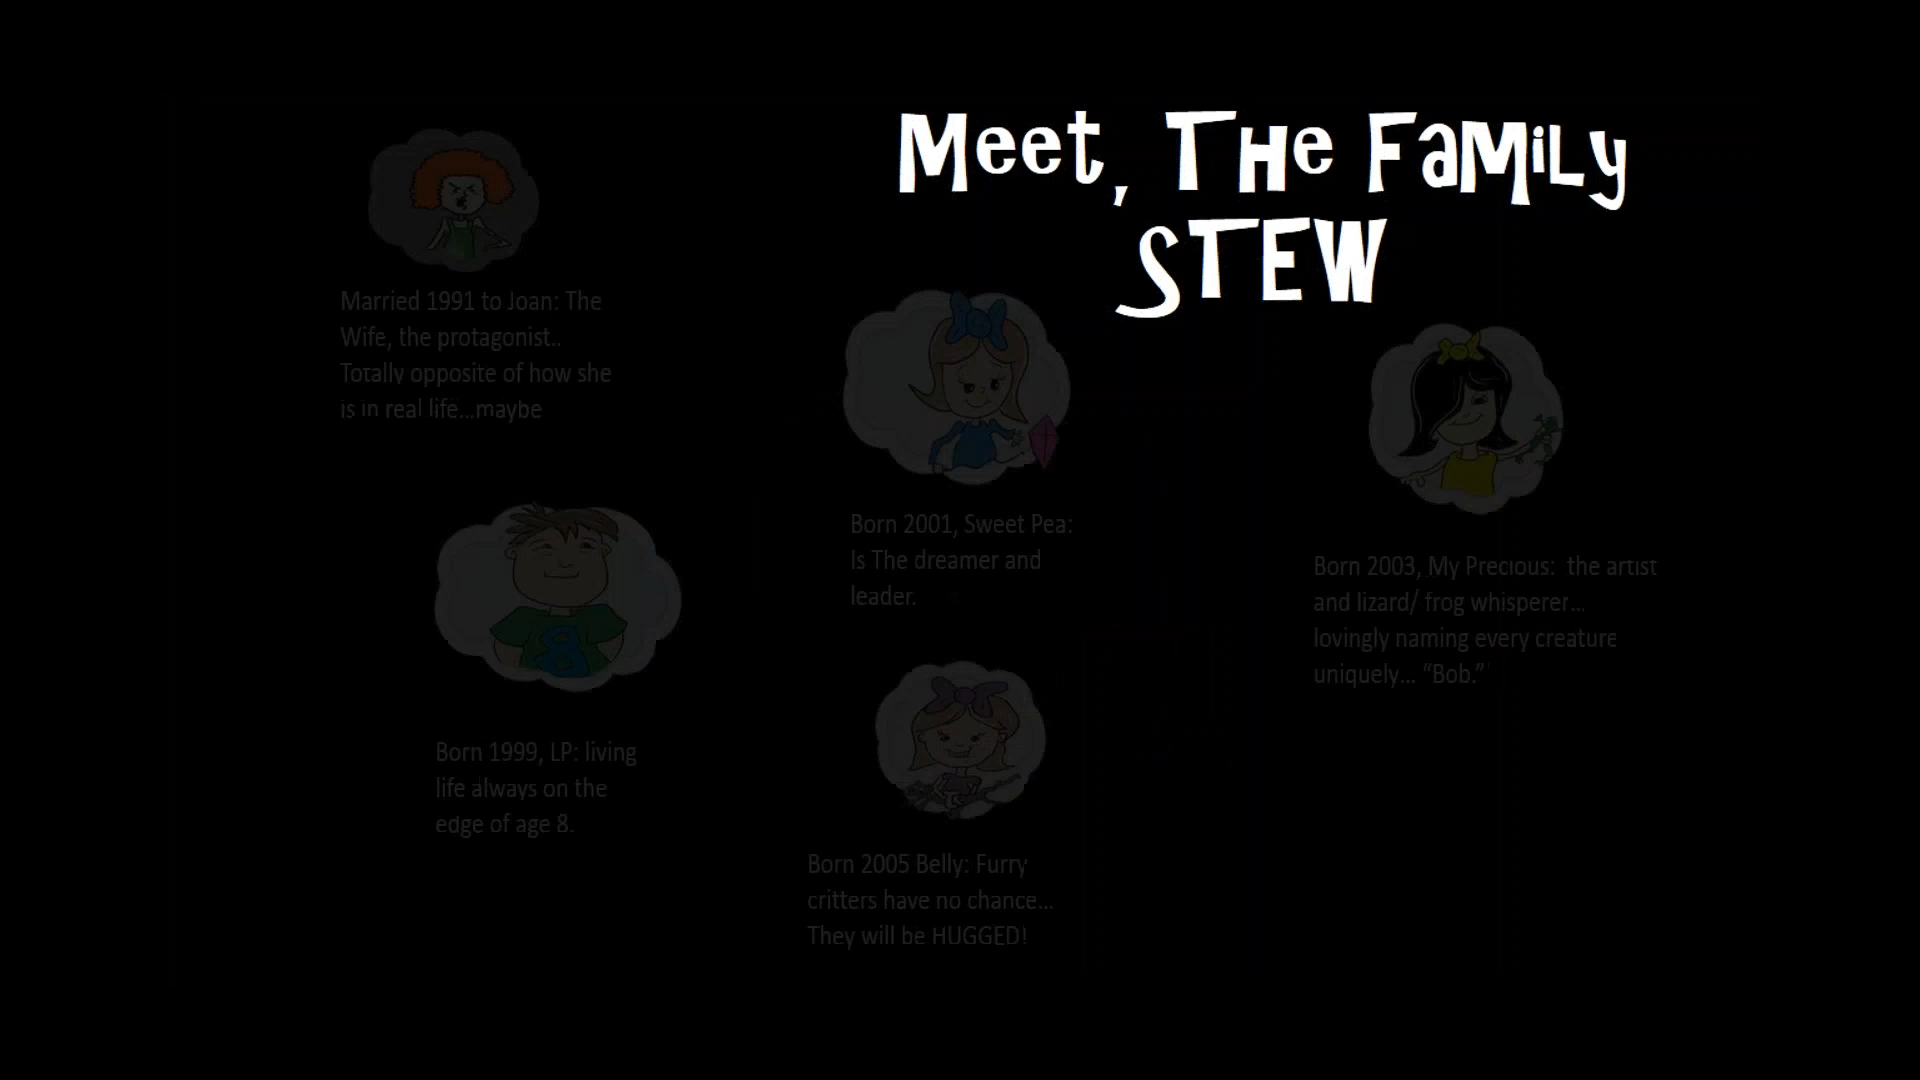 Meet, The Family
STEW
Married 1991 to Joan: The
Wife, the protagonist..
Totally opposite of how she
is in real life...maybe
Born 2001, Sweet Pea:
Is The dreamer and
leader.
Born 2003, My Precious:  the artist
and lizard/ frog whisperer...
lovingly naming every creature
uniquely... “Bob.”
Born 1999, LP: living
life always on the
edge of age 8.
Born 2005 Belly: Furry
critters have no chance...
They will be HUGGED!